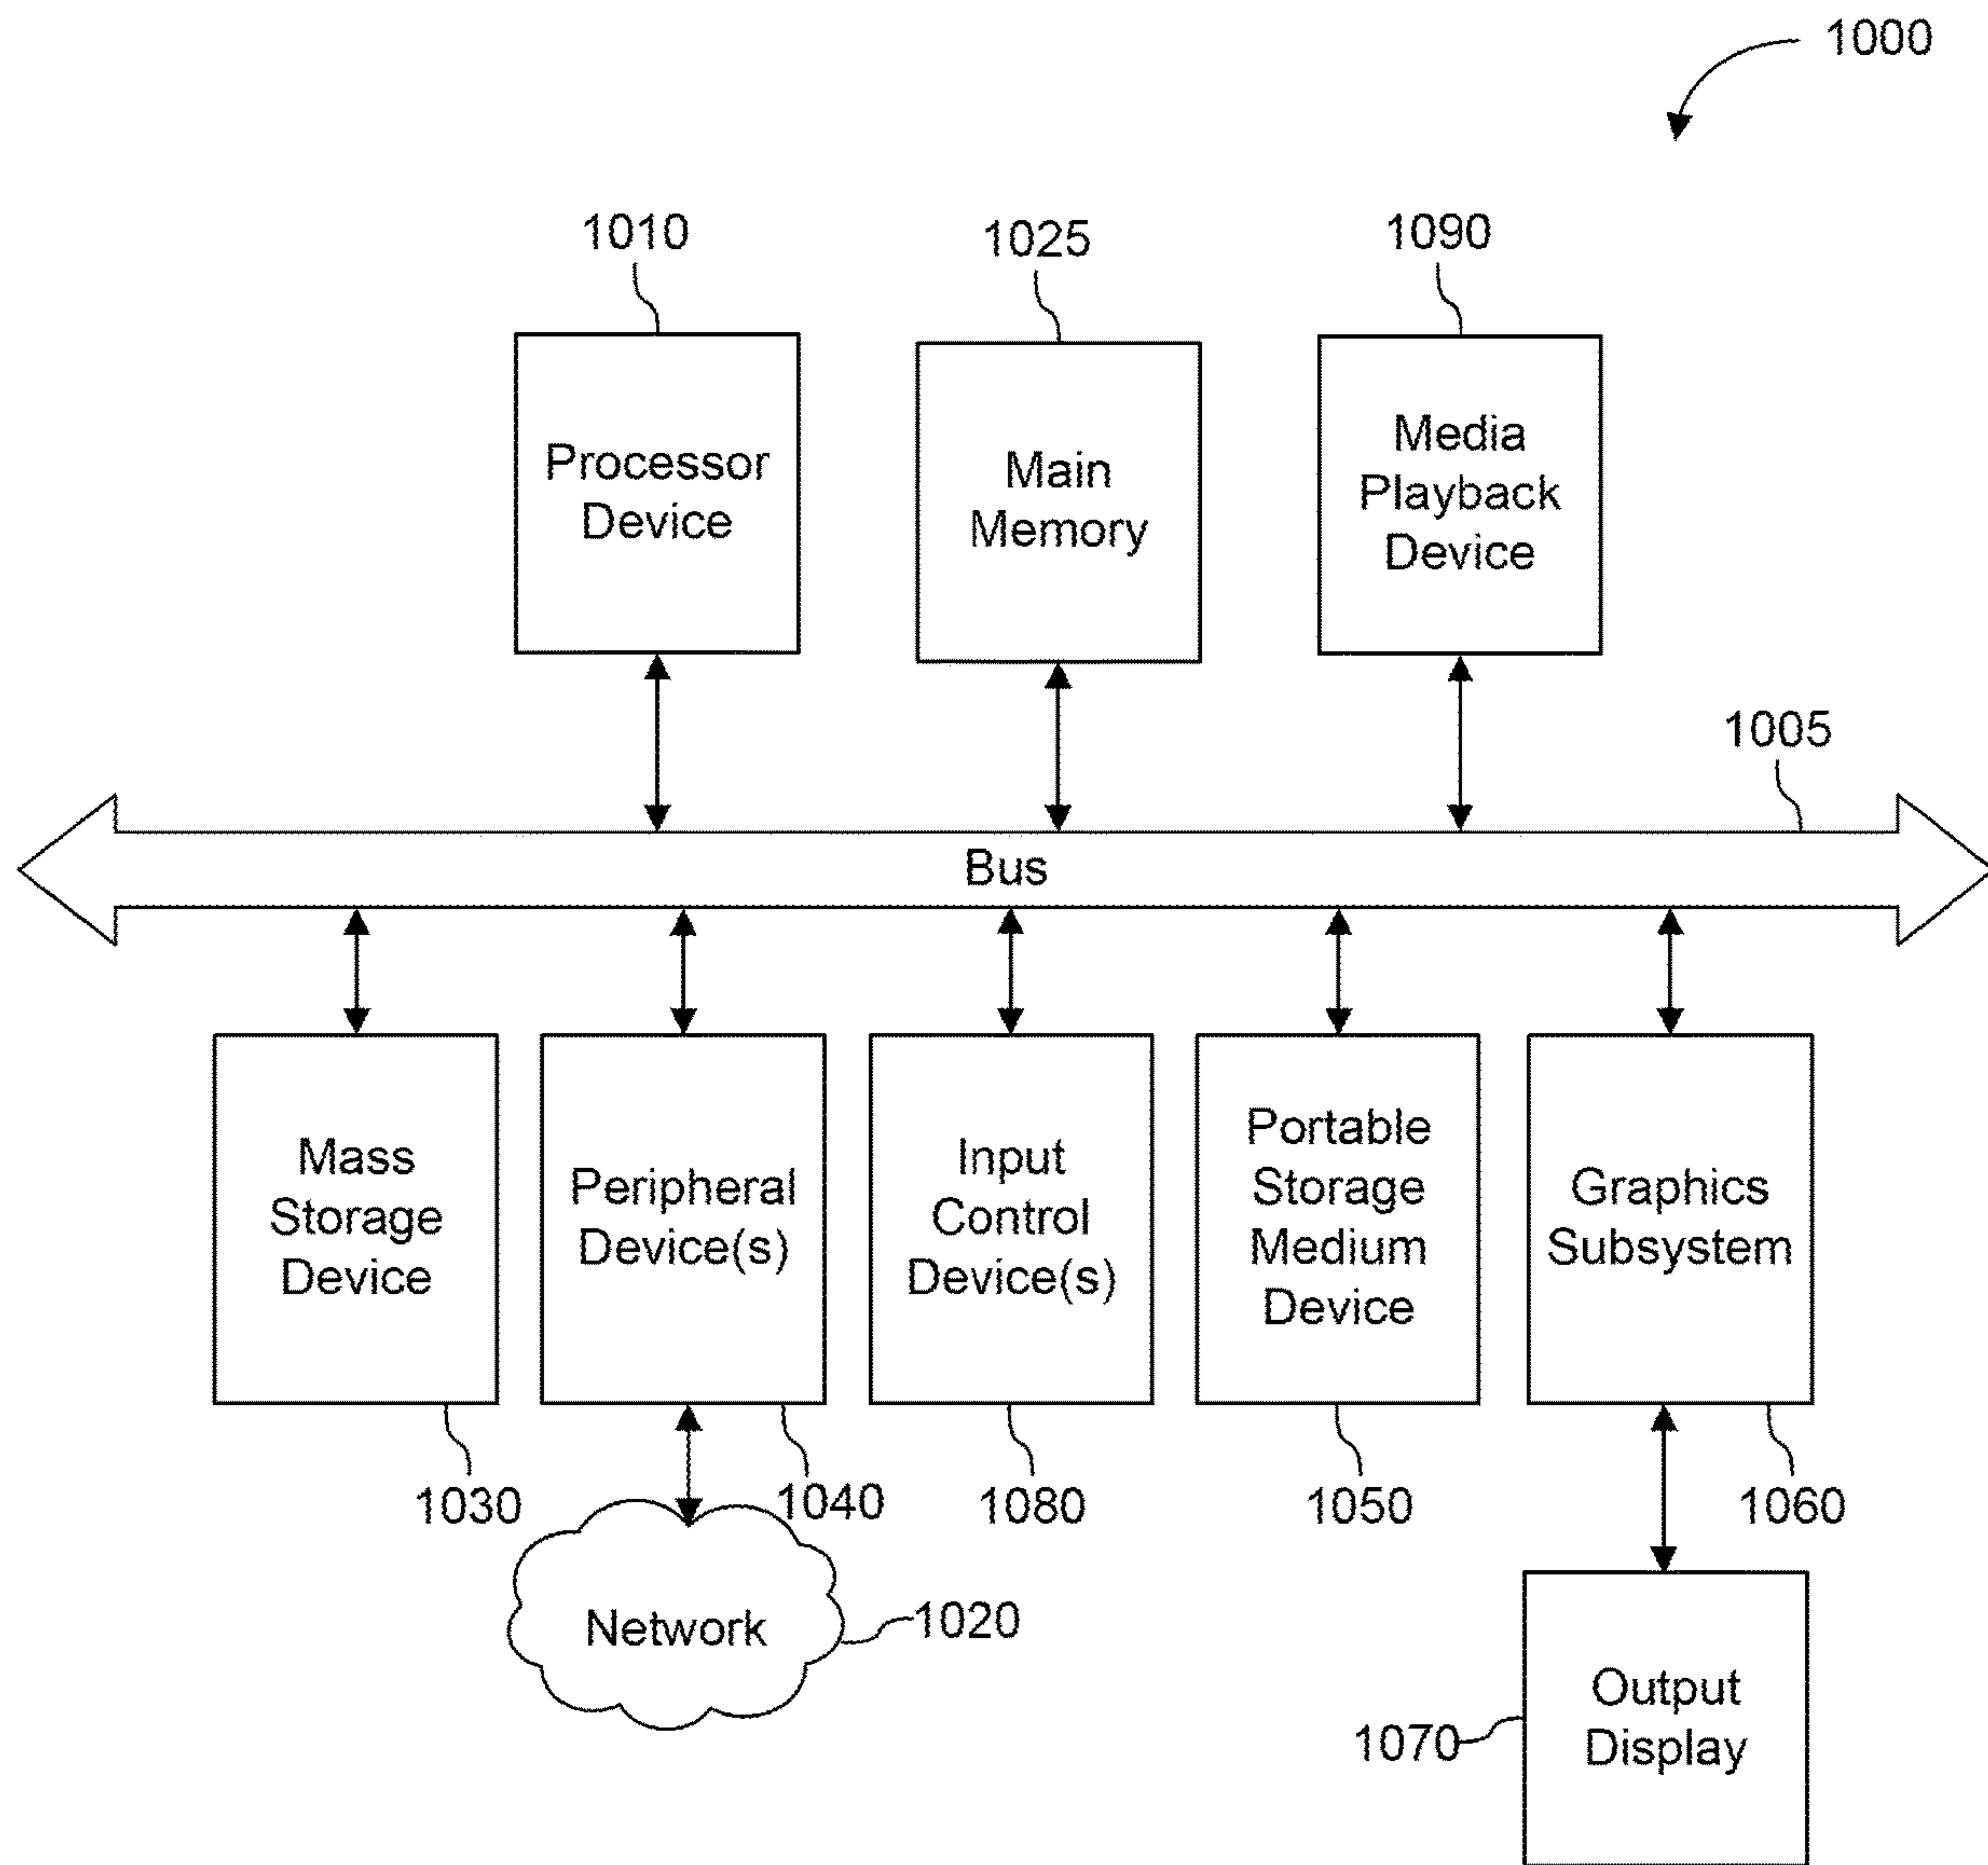 1000
1010
1025
1090
Processor
Device
Main
Memory
Media
Playback
Device
1005
Bus
Mass
Storage
Device
Peripheral
Device(s)
Input
Control
Device(s)
Portable
Storage
Medium
Device
Graphics
Subsystem
1030
1040
1080
1050
1060
Network
1020
Output
Display
1070